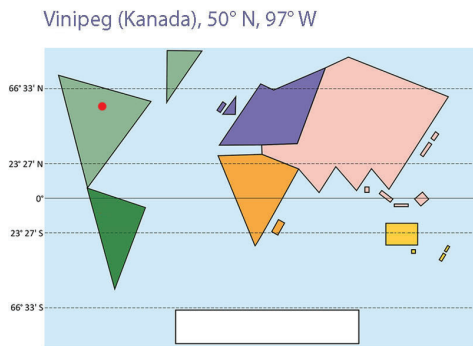 Vinipeg (Kanada), 50° N, 97° W
66° 33' N
23° 27' N
0°
23° 27' S
66° 33' S